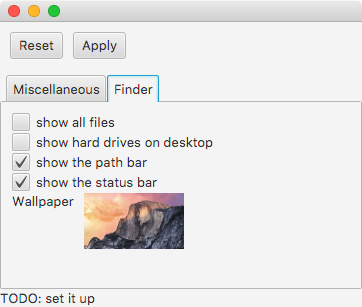 Reset Apply
Miscellaneous Finder
show all files
show hard drives on desktop
show the path bar
show the status bar
Wallpaper
TODO: set it up